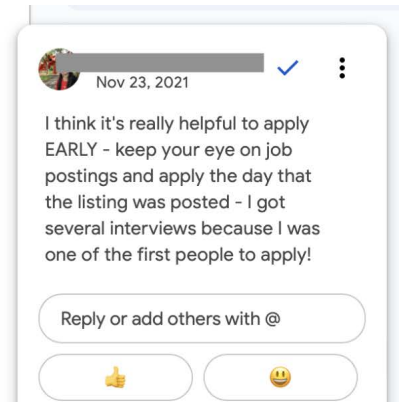 Nov 23, 2021
I think it's really helpful to apply
EARLY - keep your eye on job
postings and apply the day that
the listing was posted - I got
several interviews because I was
one of the first people to apply!
Reply or add others with @